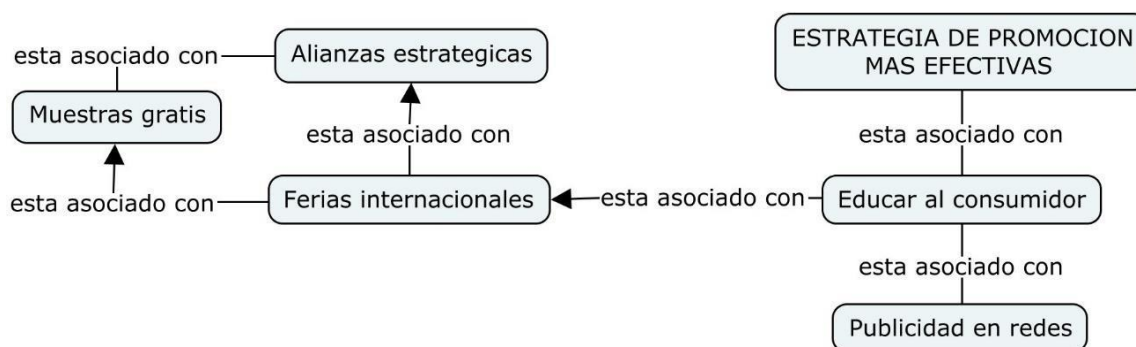 esta asociado con
Alianzas estrategicas
ESTRATEGIA DE PROMOCION
MAS EFECTIVAS
Muestras gratis
esta asociado con
esta asociado con
esta asociado con
Ferias internacionales
esta asociado con
Educar al consumidor
esta asociado con
Publicidad en redes